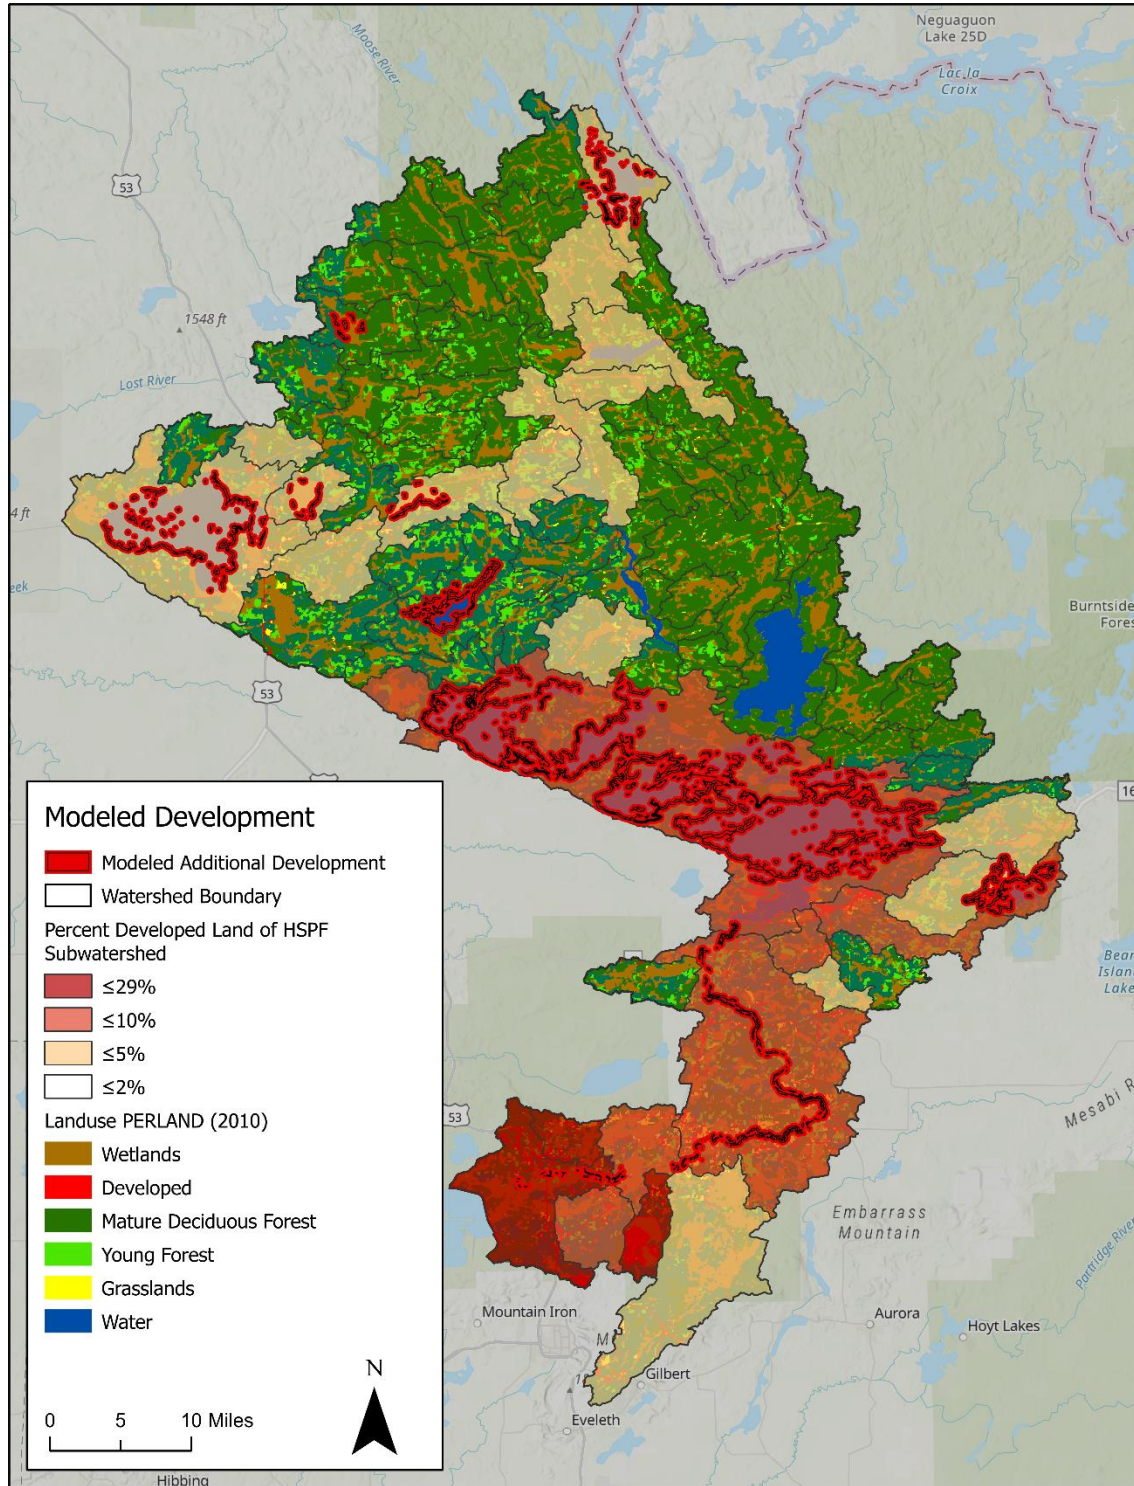 Neguaguon
Lake 25D
Lac la
Croix
Moose River
53
1548 ft
Lost River
4 ft
eek
Burntside
Fores
53
16
Modeled Development
Modeled Additional Development
Watershed Boundary
Percent Developed Land of HSPF
Subwatershed
≤29%
≤10%
≤5%
≤2%
Landuse PERLAND (2010)
Wetlands
Developed
Mature Deciduous Forest
Young Forest
Grasslands
Water
N
0 5 10 Miles
Bear
Island
Lake
53
Mesabi R
Embarrass
Mountain
Partridge River
Mountain Iron
Aurora
Hoyt Lakes
M
Gilbert
Eveleth
Hibbing